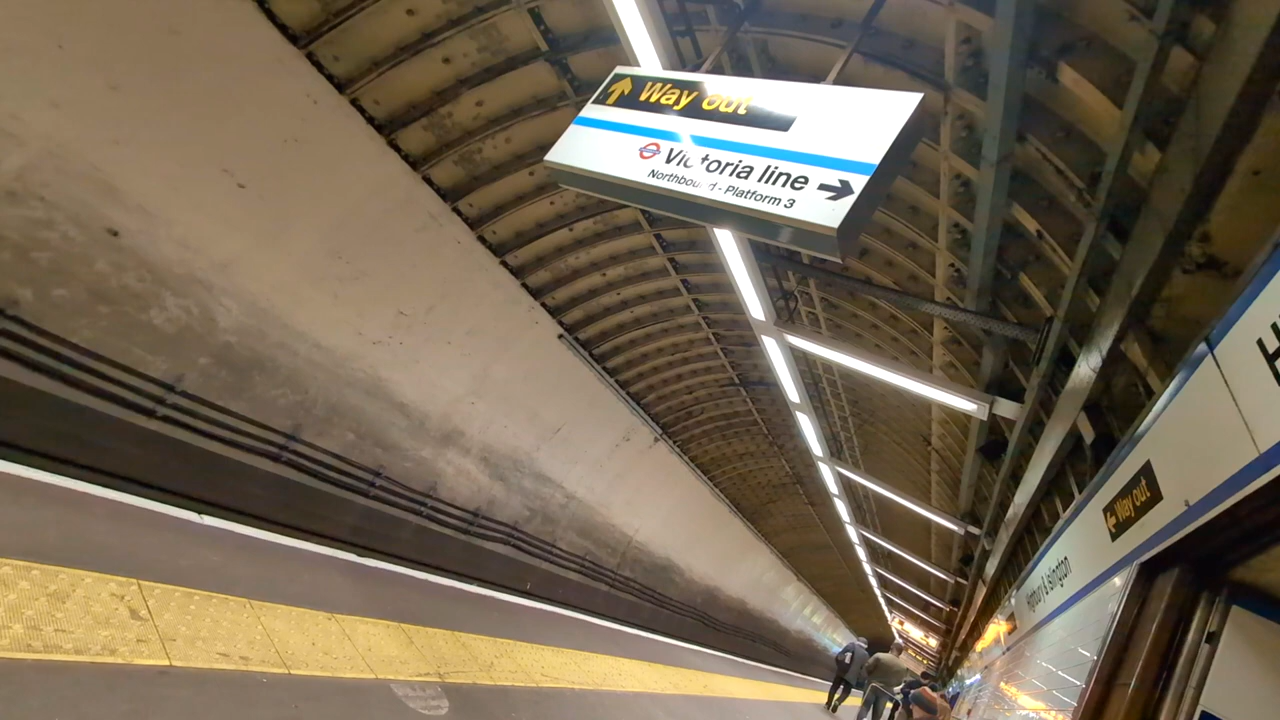 Way out
Victoria line
Northbound - Platform 3
Way out
Highbury & Islington
H